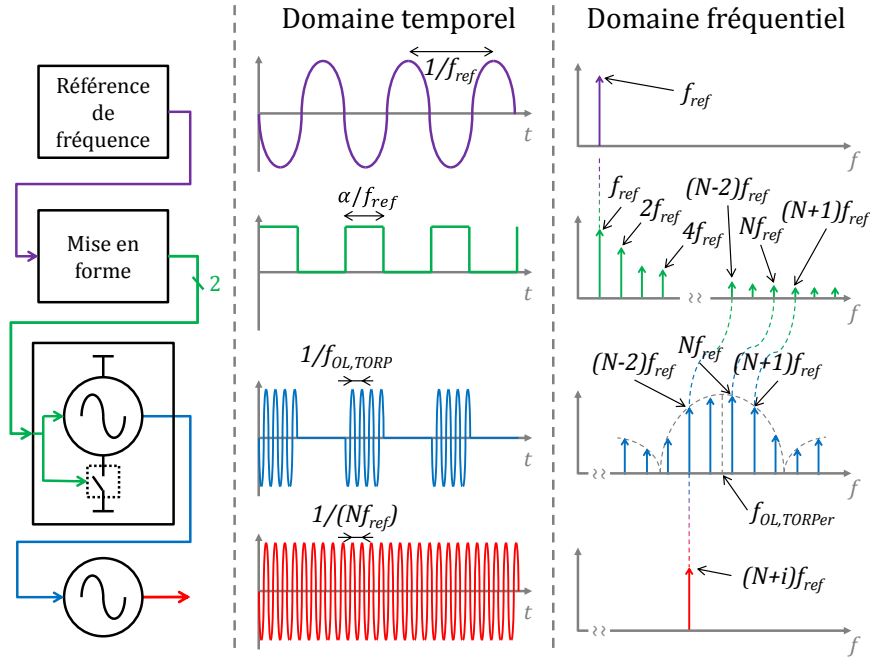 Domaine temporel
Domaine fréquentiel
Référence
de
fréquence
1/f_ref
t
f_ref
f
Mise en
forme
2
α/f_ref
t
f_ref
2f_ref
4f_ref
(N-2)f_ref
Nf_ref
(N+1)f_ref
f
1/f_OL,TORP
t
(N-2)f_ref
Nf_ref
(N+1)f_ref
f_OL,TORPer
f
1/(Nf_ref)
t
(N+i)f_ref
f